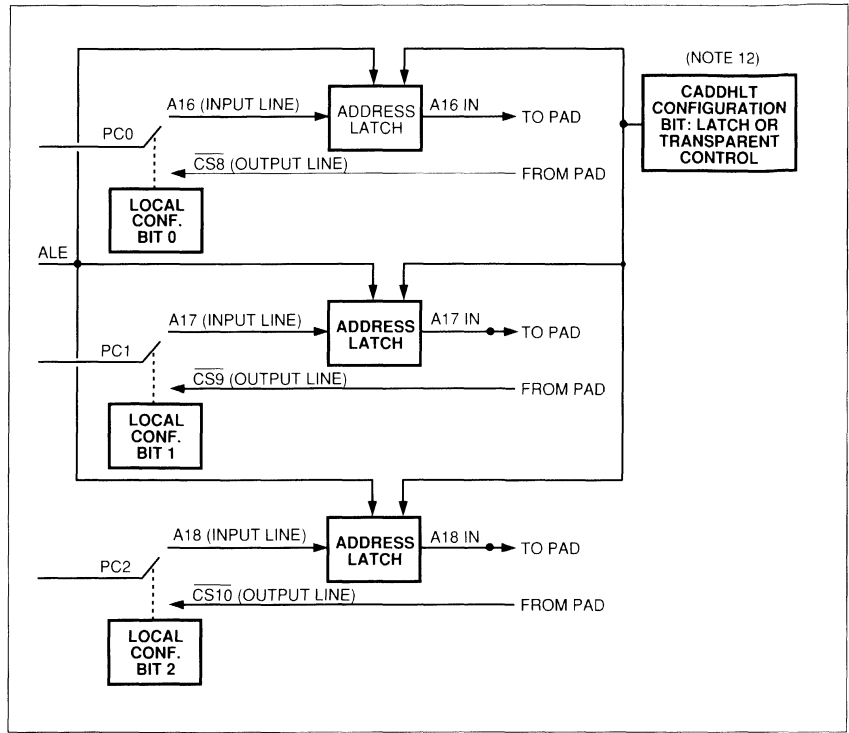 (NOTE 12)
CADDHLT
CONFIGURATION
BIT: LATCH OR
TRANSPARENT
CONTROL
A16 (INPUT LINE)
ADDRESS
LATCH
A16 IN
TO PAD
PC0
CS8 (OUTPUT LINE)
FROM PAD
LOCAL
CONF.
BIT 0
ALE
A17 (INPUT LINE)
ADDRESS
LATCH
A17 IN
TO PAD
PC1
CS9 (OUTPUT LINE)
FROM PAD
LOCAL
CONF.
BIT 1
A18 (INPUT LINE)
ADDRESS
LATCH
A18 IN
TO PAD
PC2
CS10 (OUTPUT LINE)
FROM PAD
LOCAL
CONF.
BIT 2